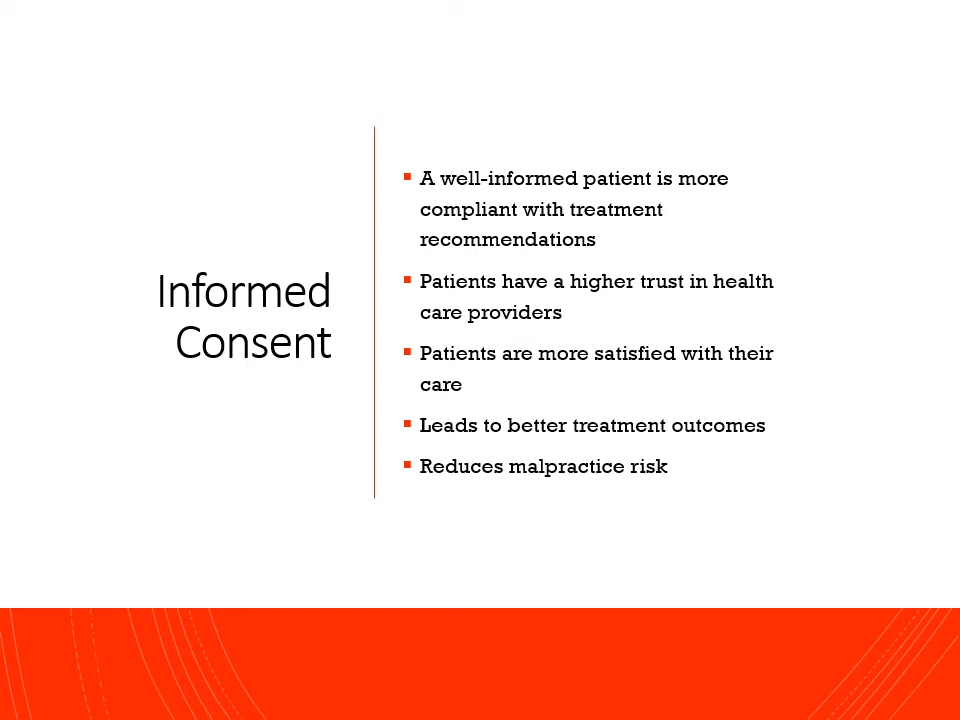 Informed
Consent
▪ A well-informed patient is more
compliant with treatment
recommendations
▪ Patients have a higher trust in health
care providers
▪ Patients are more satisfied with their
care
▪ Leads to better treatment outcomes
▪ Reduces malpractice risk